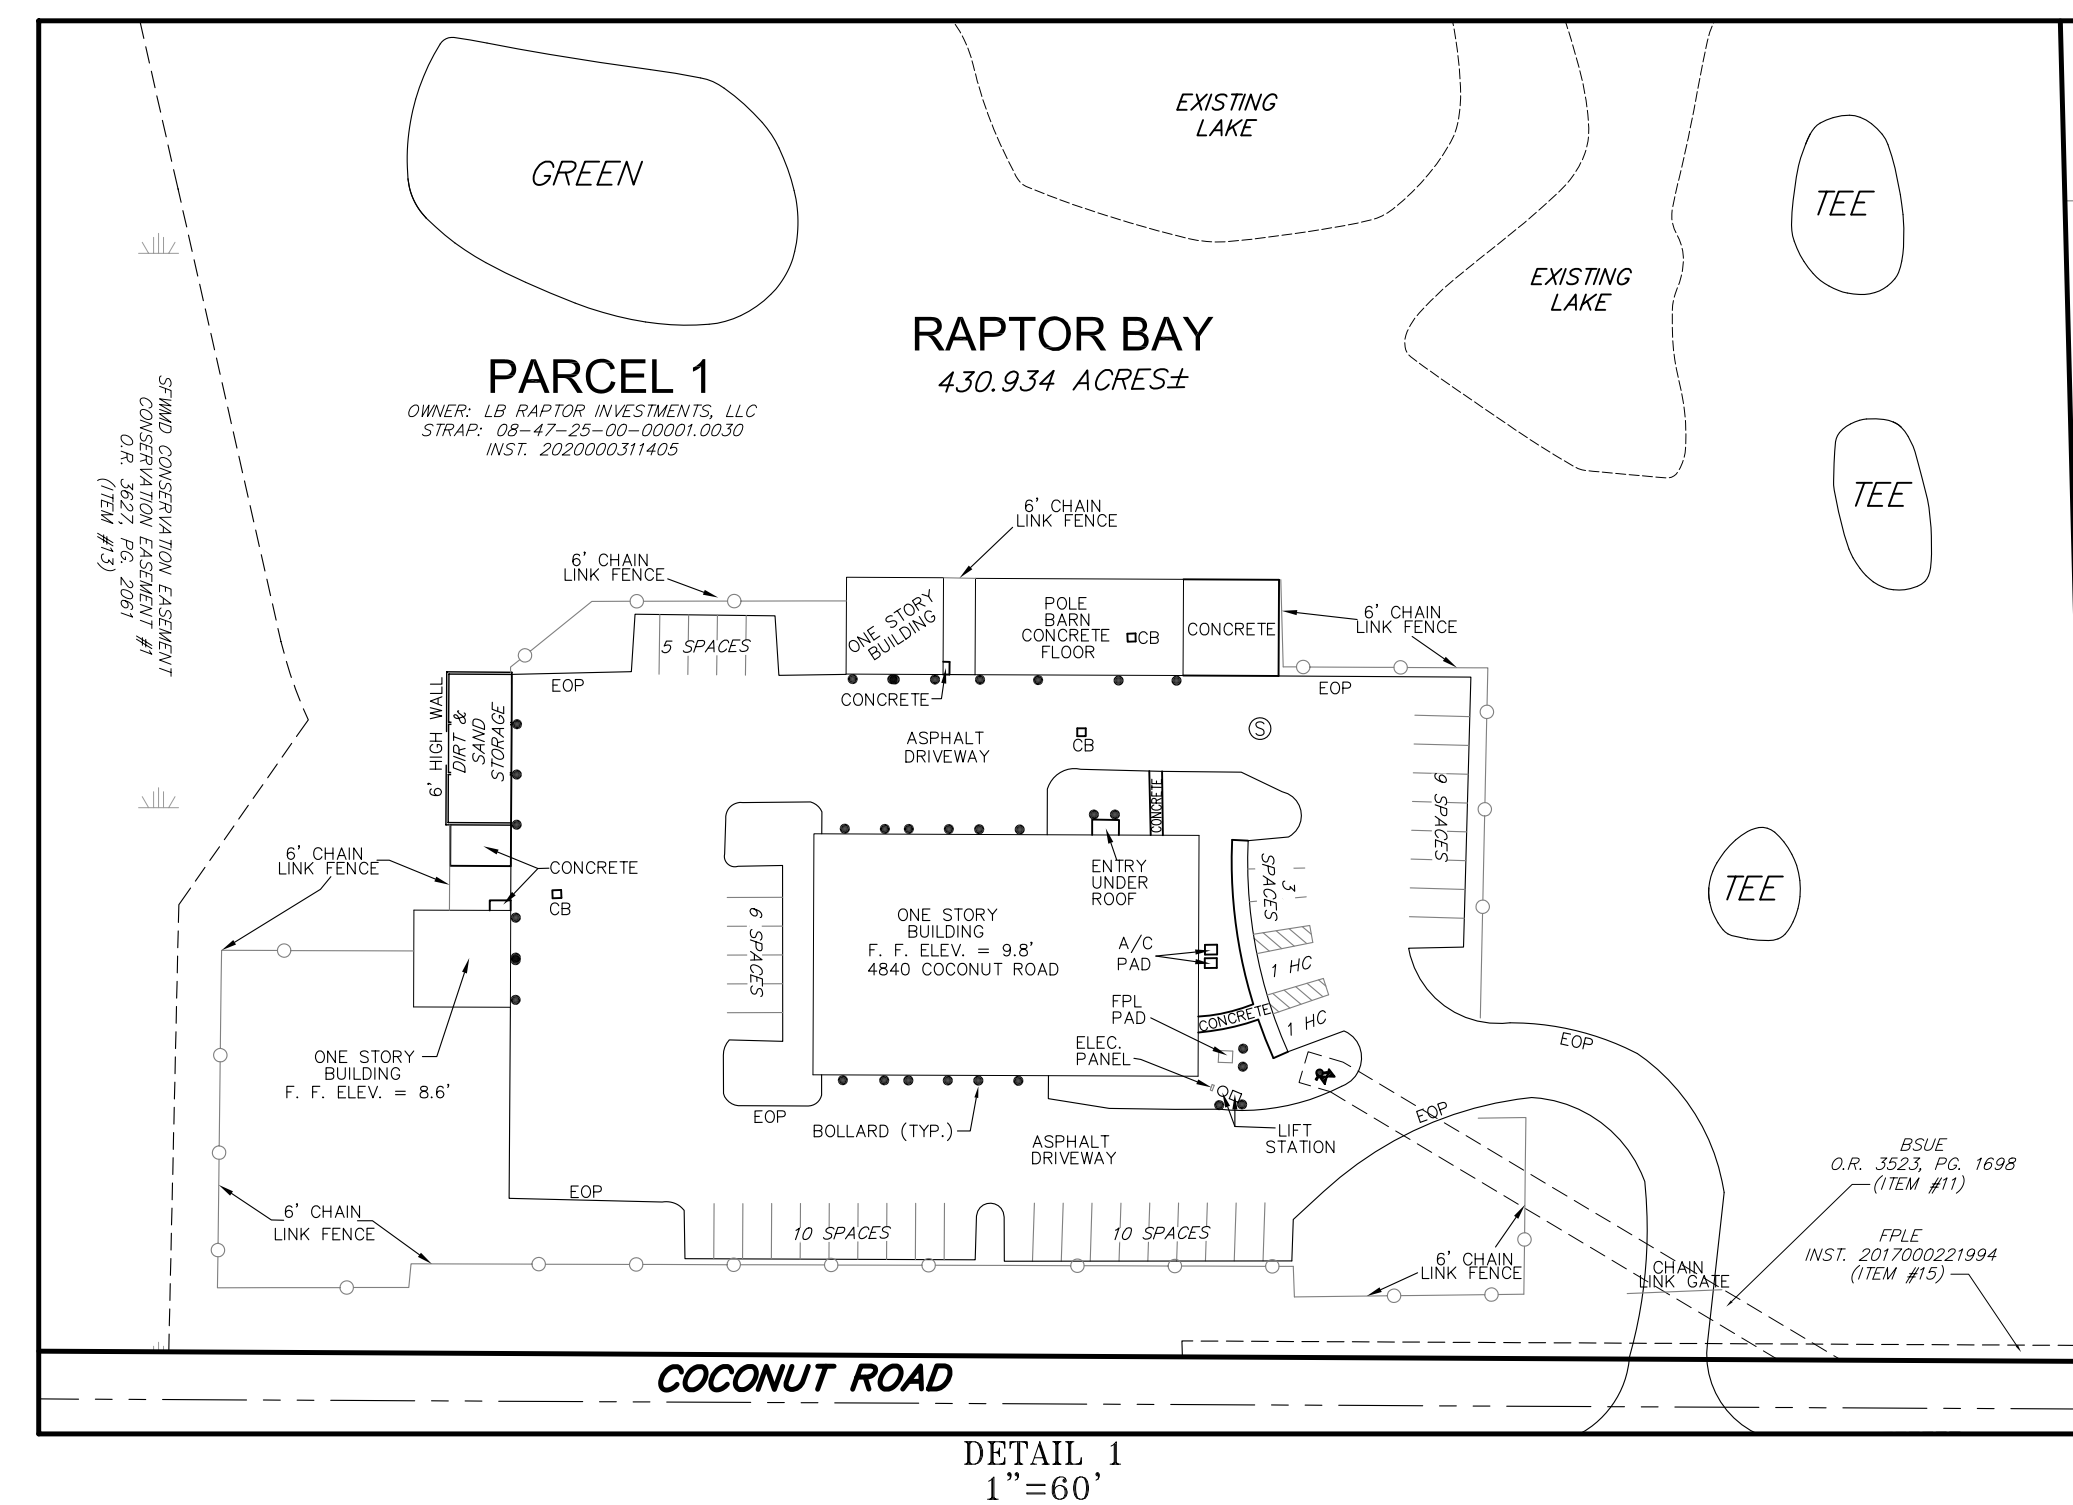 EXISTING
LAKE
GREEN
TEE
EXISTING
LAKE
RAPTOR BAY
430.934 ACRES±
PARCEL 1
OWNER: LB RAPTOR INVESTMENTS, LLC
STRAP: 08-47-25-00-00001.0030
INST. 2020000311405
SFWMD CONSERVATION EASEMENT
CONSERVATION EASEMENT #1
O.R. 3627, PG. 2061
(ITEM #13)
TEE
6' CHAIN
LINK FENCE
6' CHAIN
LINK FENCE
ONE STORY
BUILDING
POLE
BARN
CONCRETE
FLOOR
CB
CONCRETE
6' CHAIN
LINK FENCE
5 SPACES
EOP
CONCRETE
EOP
6' HIGH WALL
DIRT &
SAND
STORAGE
ASPHALT
DRIVEWAY
CB
S
CONCRETE
9 SPACES
6' CHAIN
LINK FENCE
CONCRETE
CB
ENTRY
UNDER
ROOF
3
SPACES
TEE
6 SPACES
ONE STORY
BUILDING
F. F. ELEV. = 9.8'
4840 COCONUT ROAD
A/C
PAD
1 HC
FPL
PAD
CONCRETE
1 HC
ELEC.
PANEL
EOP
ONE STORY
BUILDING
F. F. ELEV. = 8.6'
EOP
EOP
BOLLARD (TYP.)
ASPHALT
DRIVEWAY
LIFT
STATION
BSUE
O.R. 3523, PG. 1698
(ITEM #11)
EOP
6' CHAIN
LINK FENCE
10 SPACES
10 SPACES
6' CHAIN
LINK FENCE
CHAIN
LINK GATE
FPLE
INST. 2017000221994
(ITEM #15)
COCONUT ROAD
DETAIL 1
1"=60'